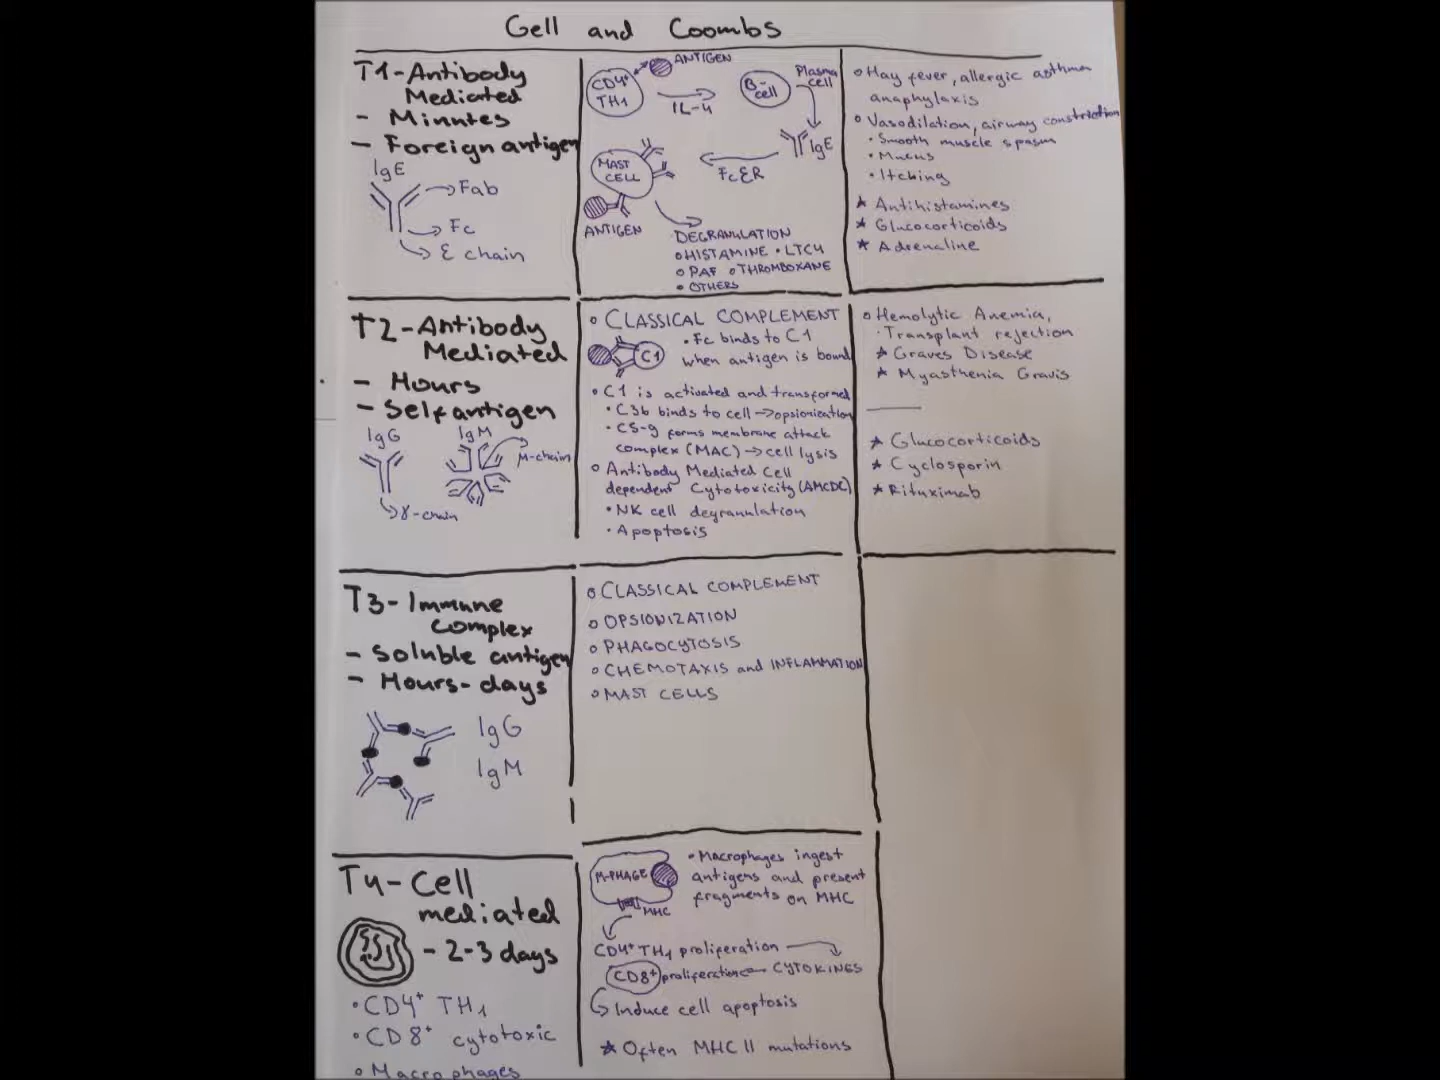 Gell and Coombs
T1-Antibody
Mediated
- Minutes
- Foreign antigen
IgE
Fab
Fc
ε chain
CD4+
TH1
ANTIGEN
IL-4
B-
cell
Plasma
cell
IgE
FcεR
MAST
CELL
ANTIGEN
DEGRANULATION
HISTAMINE • LTC4
PAF THROMBOXANE
• OTHERS
Hay fever, allergic asthma
anaphylaxis
Vasodilation, airway constriction
• Smooth muscle spasm
• Mucus
• Itching
★ Antihistamines
★ Glucocorticoids
★ Adrenaline
T2-Antibody
Mediated
- Hours
- Self antigen
IgG
IgM
M-chain
γ-chain
CLASSICAL COMPLEMENT
C1
• Fc binds to C1
when antigen is bound
• C1 is activated and transformed
• C3b binds to cell → opsionization
• C5-9 forms membrane attack
complex (MAC) → cell lysis
Antibody Mediated Cell
dependent Cytotoxicity (AMCDC)
• NK cell degranulation
• Apoptosis
Hemolytic Anemia,
• Transplant rejection
★ Graves Disease
★ Myasthenia Gravis
★ Glucocorticoids
★ Cyclosporin
★ Rituximab
T3-Immune
complex
- Soluble antigen
- Hours-days
IgG
IgM
CLASSICAL COMPLEMENT
OPSIONIZATION
PHAGOCYTOSIS
CHEMOTAXIS and INFLAMMATION
MAST CELLS
T4-Cell
mediated
- 2-3 days
• CD4+ TH1
• CD8+ cytotoxic
Macrophages
M-PHAGE
MHC
• Macrophages ingest
antigens and present
fragments on MHC
CD4+ TH1 proliferation
CD8+ proliferation CYTOKINES
Induce cell apoptosis
★ Often MHC II mutations